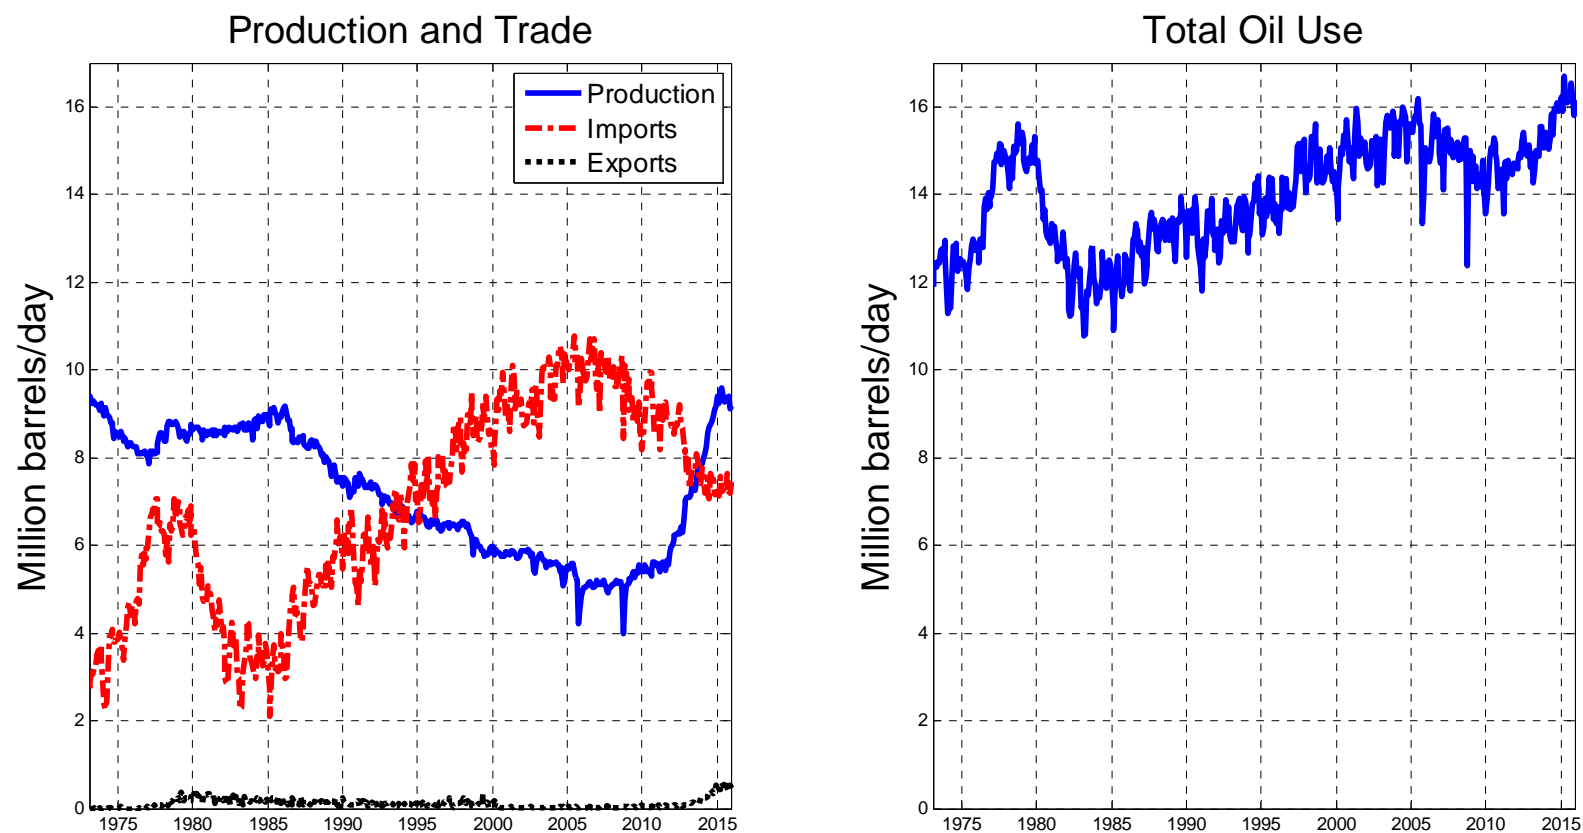 Production and Trade
Total Oil Use
Production
Imports
Exports
Million barrels/day
16
14
12
10
8
6
4
2
0
1975 1980 1985 1990 1995 2000 2005 2010 2015
Million barrels/day
16
14
12
10
8
6
4
2
0
1975 1980 1985 1990 1995 2000 2005 2010 2015